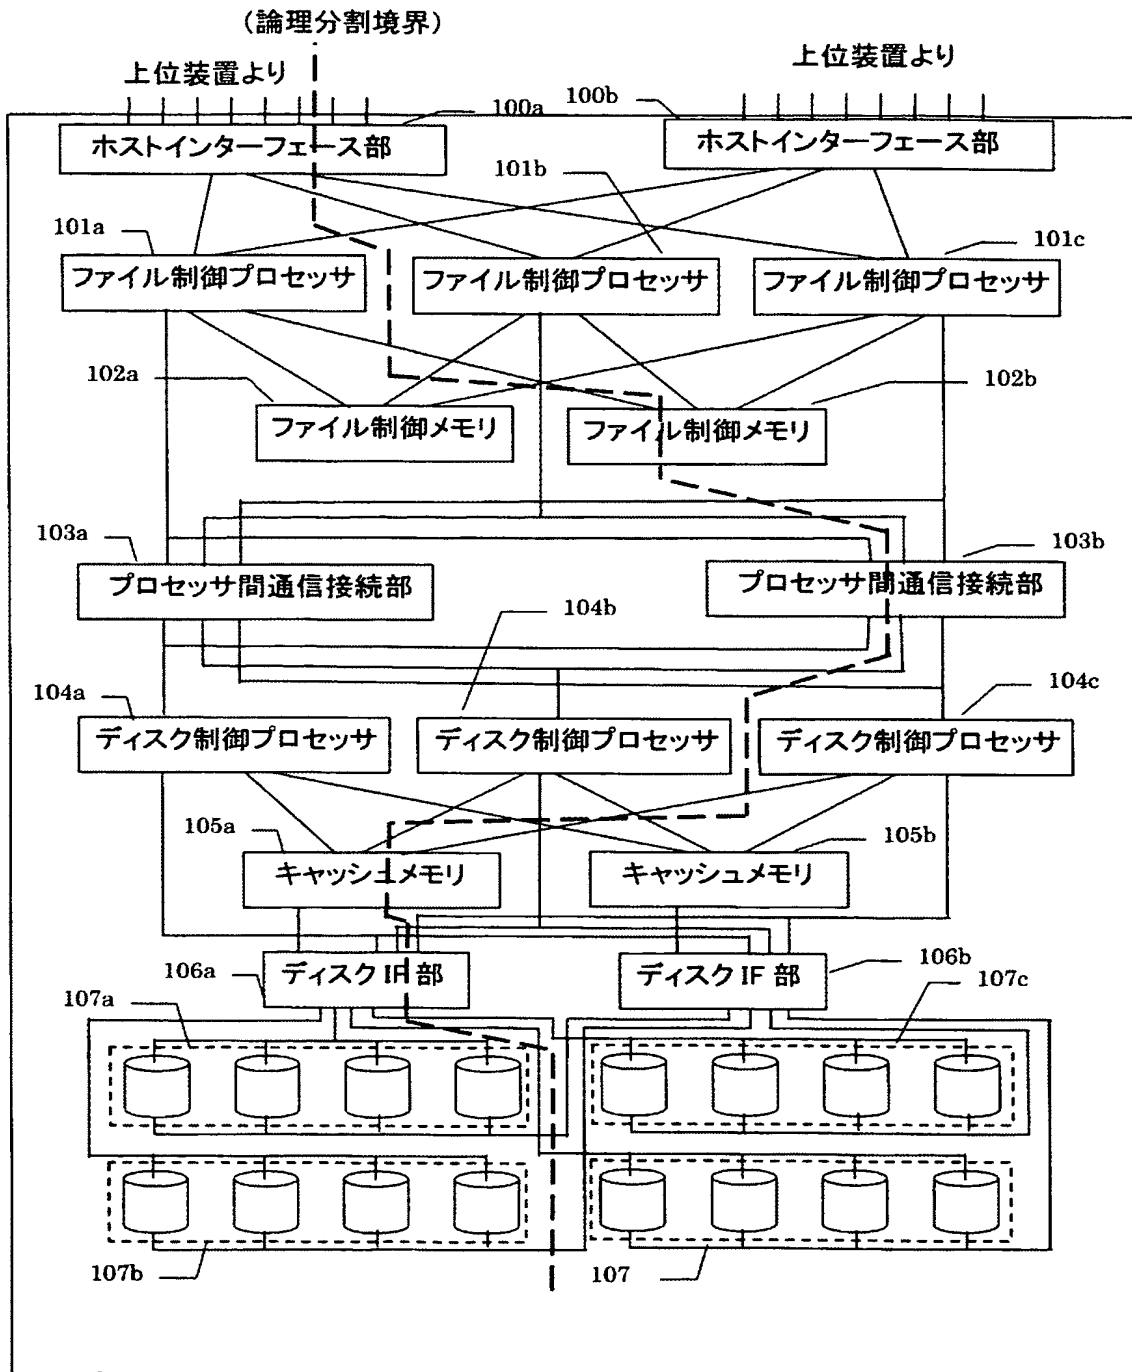 (論理分割境界)
上位装置より
上位装置より
100a
100b
ホストインターフェース部
ホストインターフェース部
101b
101a
101c
ファイル制御プロセッサ
ファイル制御プロセッサ
ファイル制御プロセッサ
102a
102b
ファイル制御メモリ
ファイル制御メモリ
103a
103b
プロセッサ間通信接続部
プロセッサ間通信接続部
104b
104a
104c
ディスク制御プロセッサ
ディスク制御プロセッサ
ディスク制御プロセッサ
105a
105b
キャッシュメモリ
キャッシュメモリ
106a
106b
ディスク IF 部
ディスク IF 部
107a
107c
107b
107